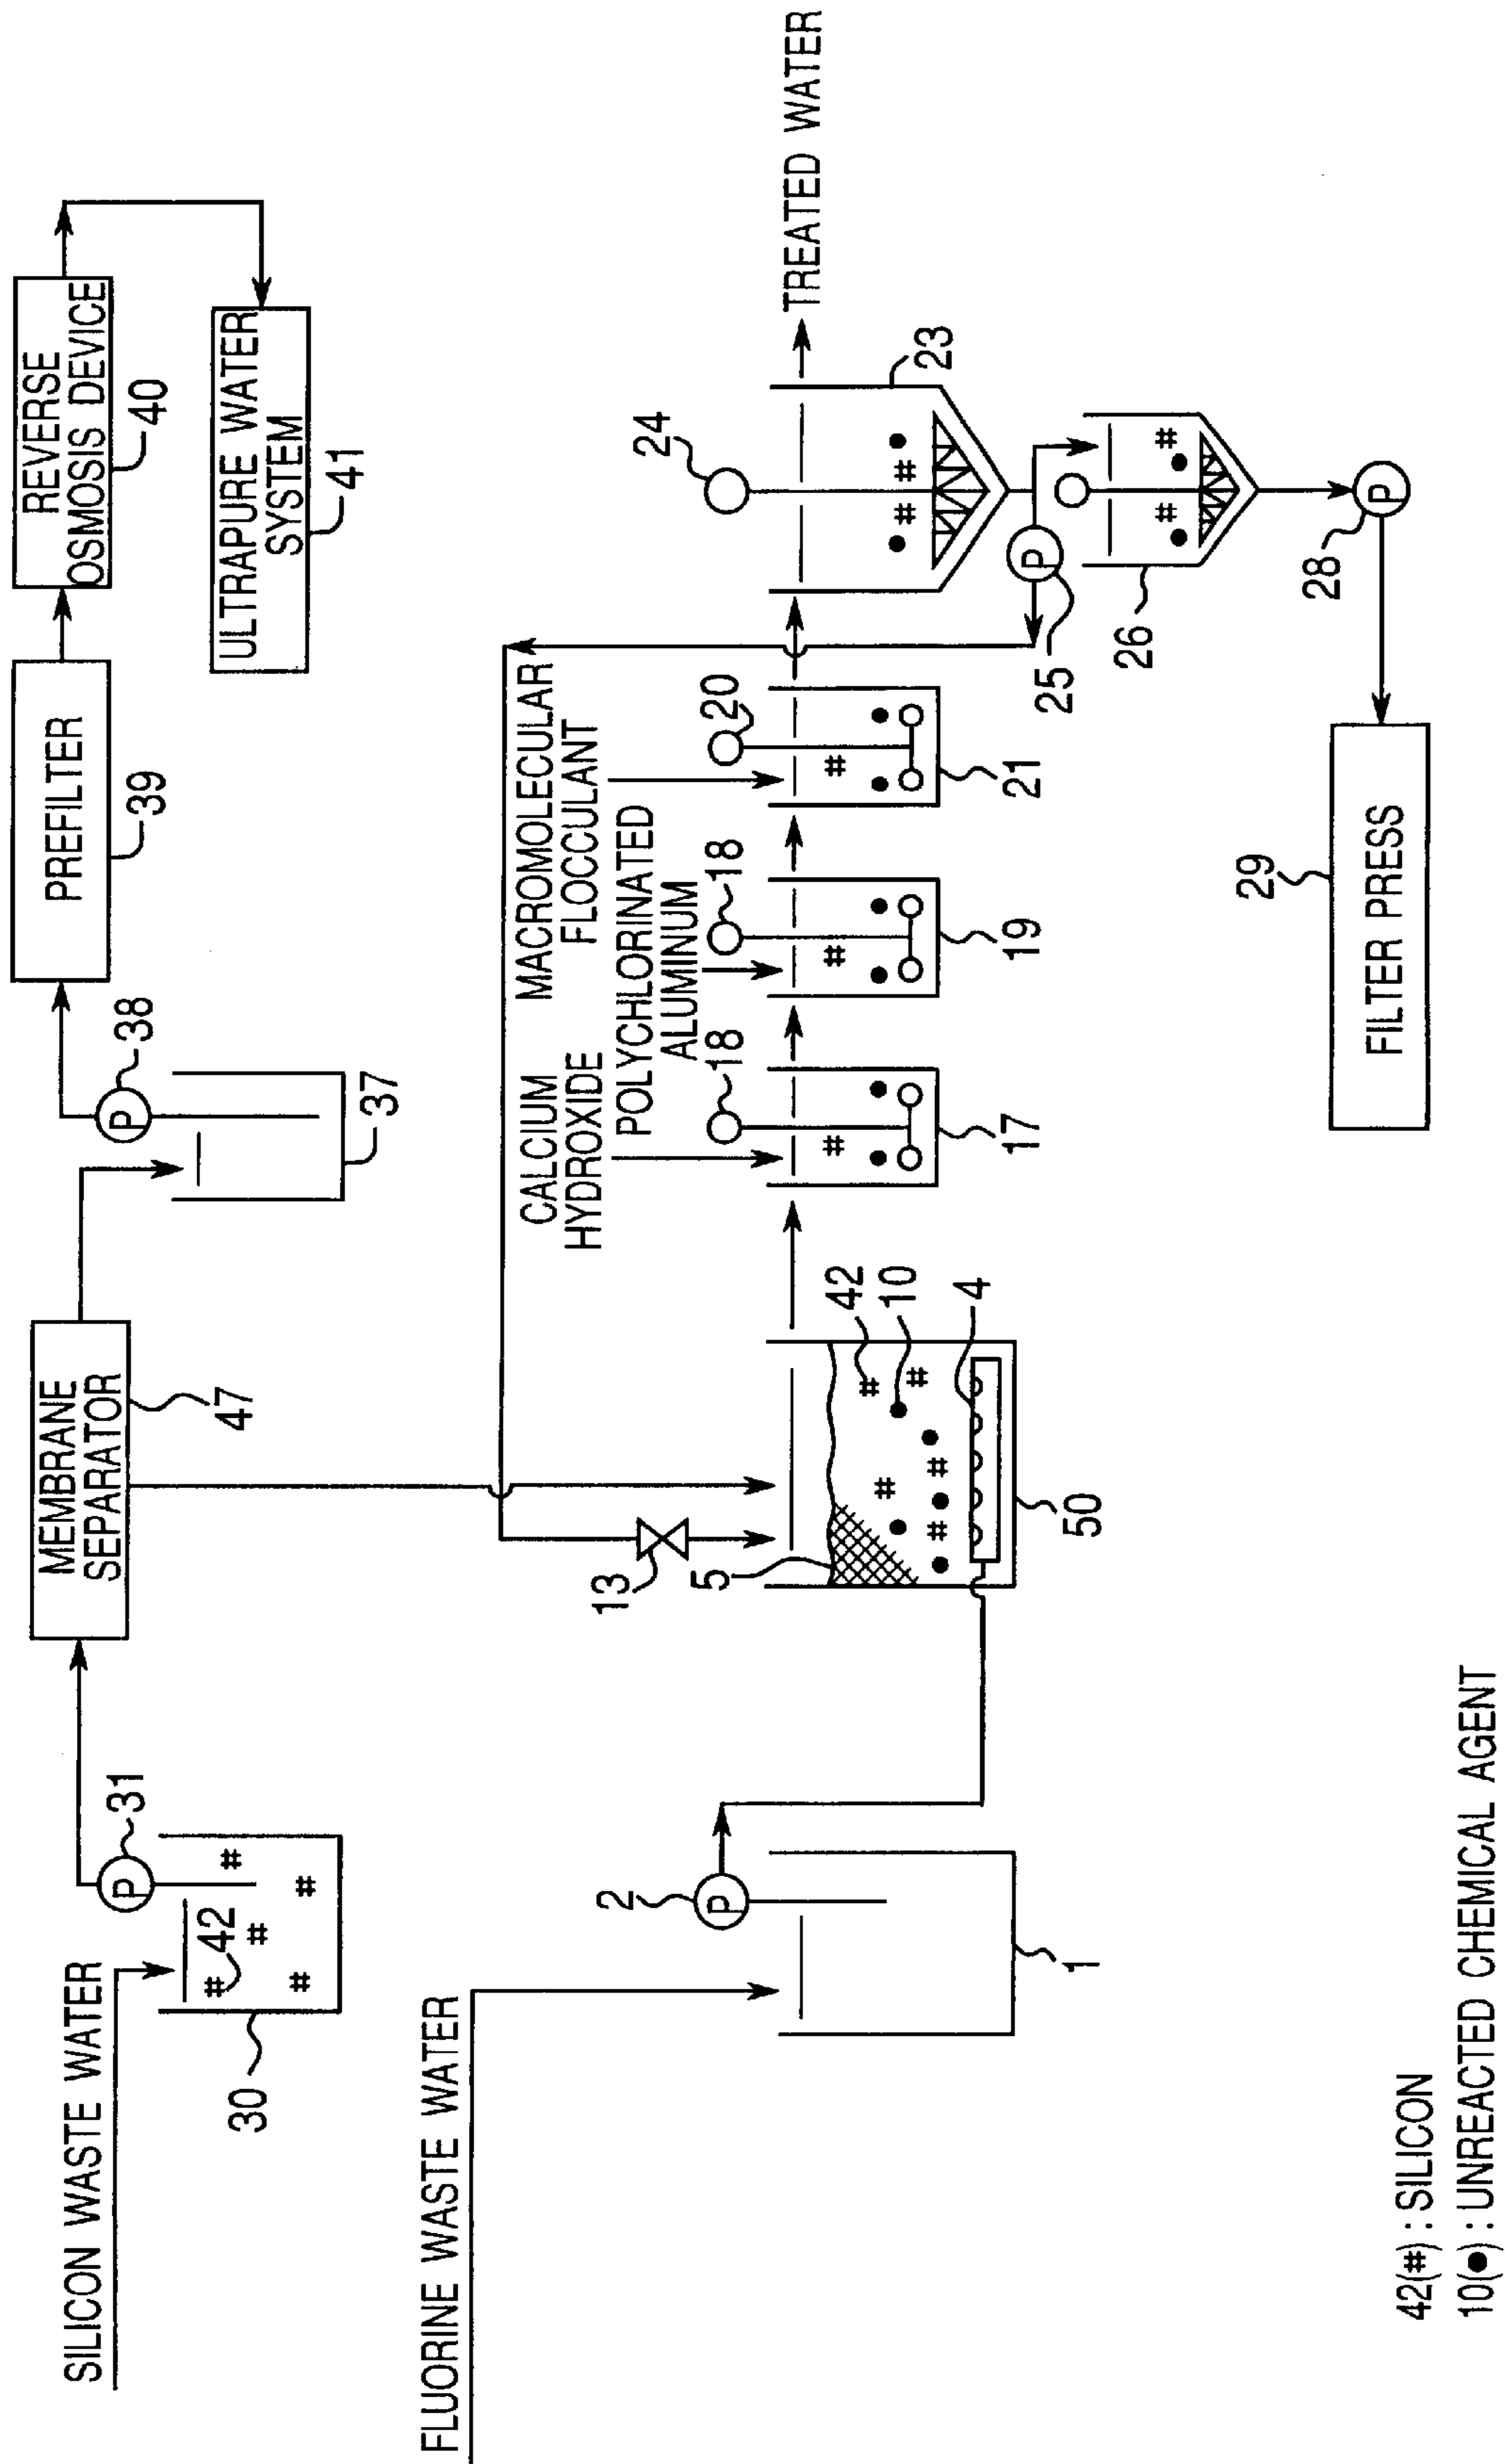 SILICON WASTE WATER
30
42
31
P
MEMBRANE
SEPARATOR
47
P
38
37
PREFILTER
39
REVERSE
OSMOSIS DEVICE
40
ULTRAPURE WATER
SYSTEM
41
FLUORINE WASTE WATER
2
P
1
13
5
42
10
4
50
CALCIUM
HYDROXIDE
18
17
POLYCHLORINATED
ALUMINUM
18
19
MACROMOLECULAR
FLOCCULANT
20
21
24
23
TREATED WATER
P
25
26
P
28
29
FILTER PRESS
42(#) : SILICON
10(●) : UNREACTED CHEMICAL AGENT